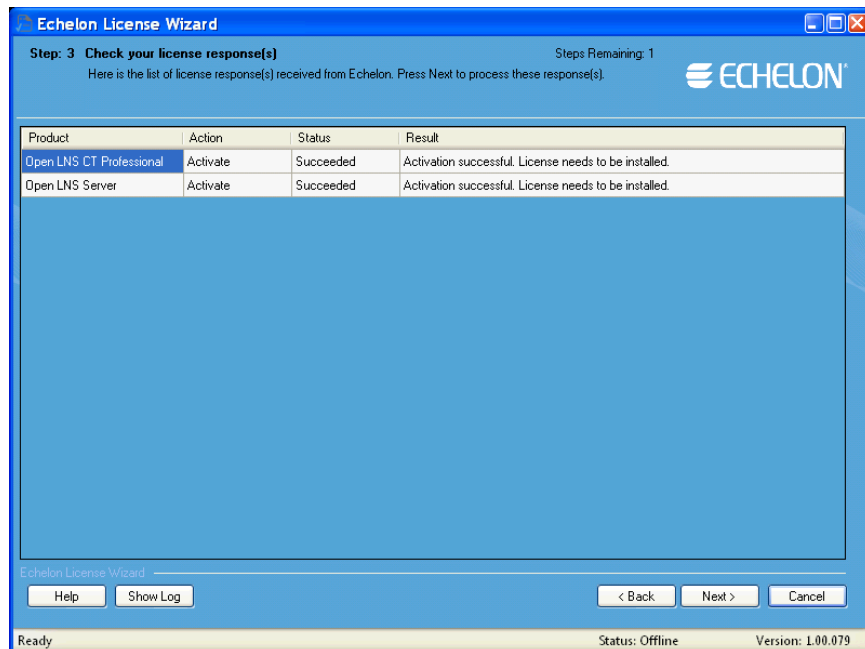 Echelon License Wizard
Step: 3 Check your license response(s) Steps Remaining: 1
Here is the list of license response(s) received from Echelon. Press Next to process these response(s).
ECHELON®
Product Action Status Result
Open LNS CT Professional Activate Succeeded Activation successful. License needs to be installed.
Open LNS Server Activate Succeeded Activation successful. License needs to be installed.
Echelon License Wizard
Help Show Log < Back Next > Cancel
Ready Status: Offline Version: 1.00.079